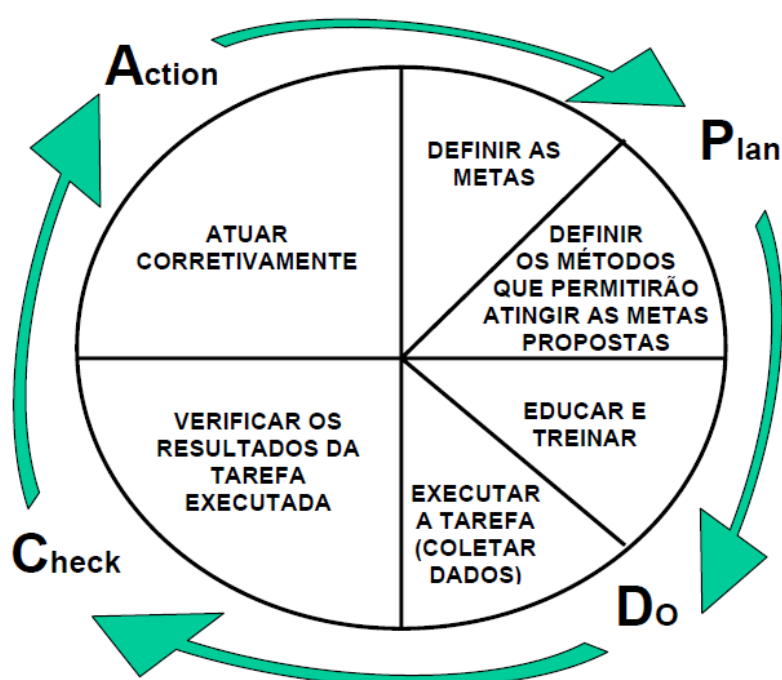 Action
Plan
DEFINIR AS
METAS
DEFINIR
OS MÉTODOS
QUE PERMITIRÃO
ATINGIR AS METAS
PROPOSTAS
EDUCAR E
TREINAR
Do
EXECUTAR
A TAREFA
(COLETAR
DADOS)
Check
VERIFICAR OS
RESULTADOS DA
TAREFA
EXECUTADA
ATUAR
CORRETIVAMENTE